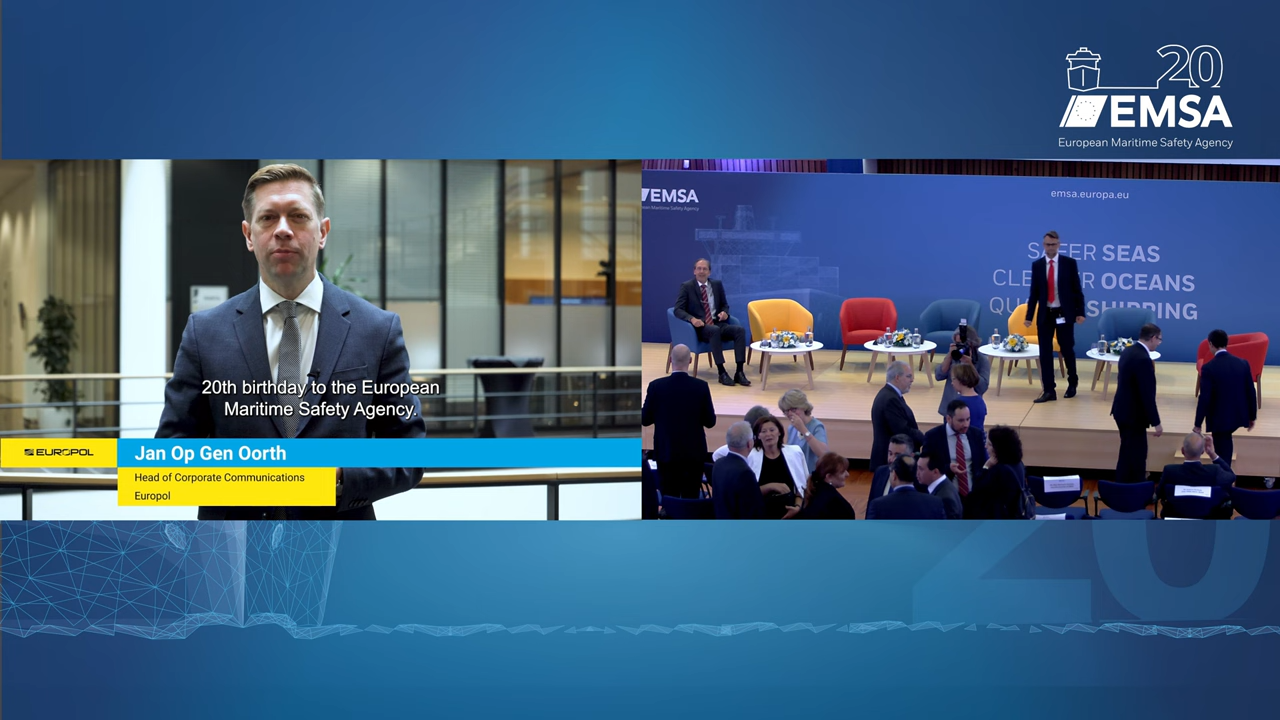 20
EMSA
European Maritime Safety Agency
20th birthday to the European
Maritime Safety Agency.
EUROPOL
Jan Op Gen Oorth
Head of Corporate Communications
Europol
EMSA
Maritime Safety Agency
emsa.europa.eu
SEAS
OCEANS
SHIPPING
20